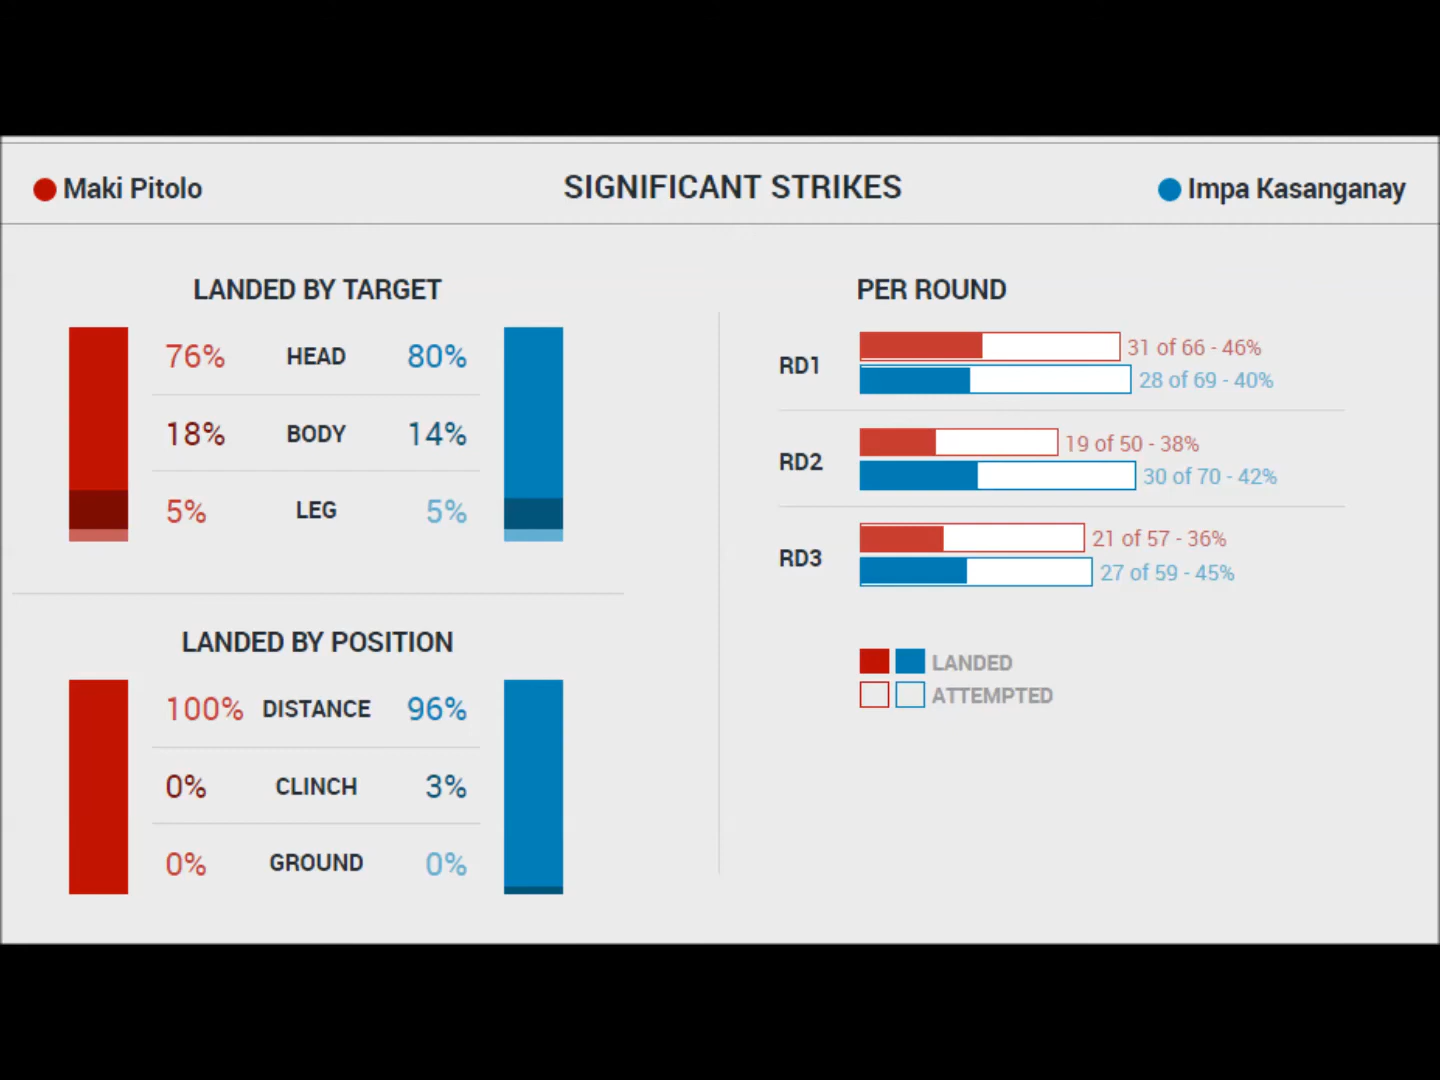 Maki Pitolo
SIGNIFICANT STRIKES
Impa Kasanganay
LANDED BY TARGET
76% HEAD 80%
18% BODY 14%
5% LEG 5%
LANDED BY POSITION
100% DISTANCE 96%
0% CLINCH 3%
0% GROUND 0%
PER ROUND
RD1
31 of 66 - 46%
28 of 69 - 40%
RD2
19 of 50 - 38%
30 of 70 - 42%
RD3
21 of 57 - 36%
27 of 59 - 45%
LANDED
ATTEMPTED